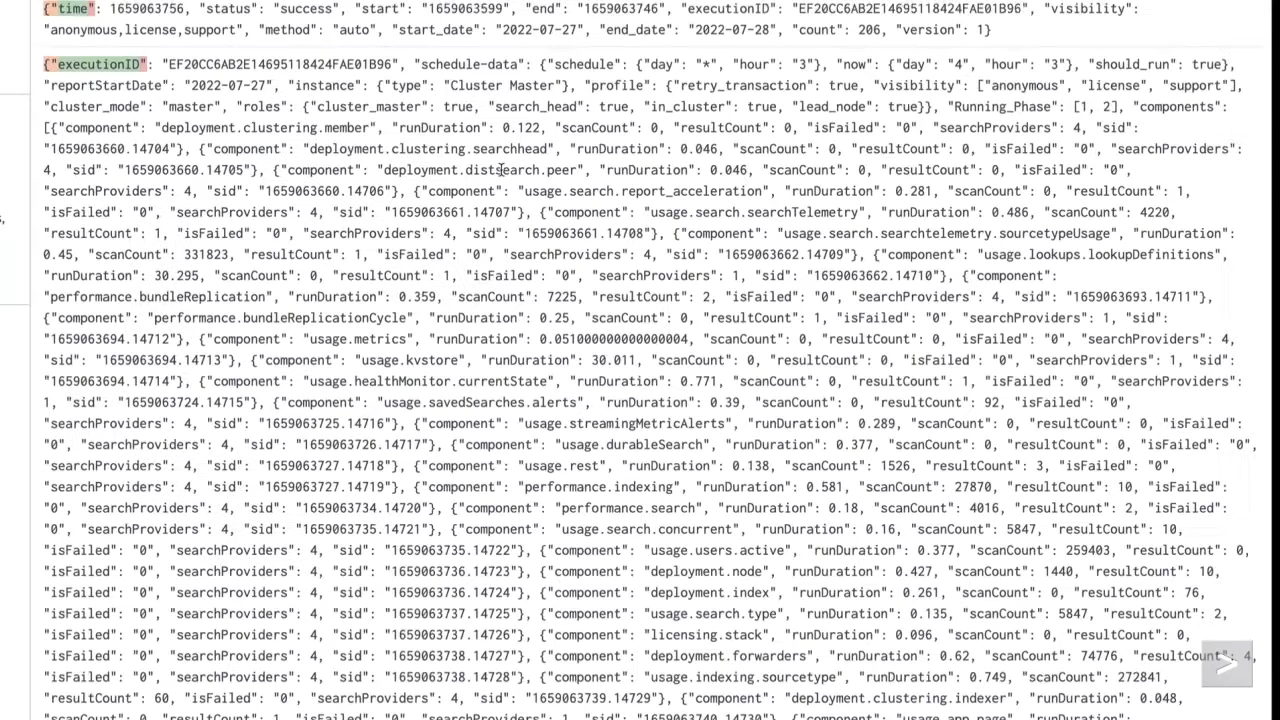 {"time": 1659063756, "status": "success", "start": "1659063599", "end": "1659063746", "executionID": "EF20CC6AB2E14695118424FAE01B96", "visibility":
"anonymous,license,support", "method": "auto", "start_date": "2022-07-27", "end_date": "2022-07-28", "count": 206, "version": 1}
{"executionID": "EF20CC6AB2E14695118424FAE01B96", "schedule-data": {"schedule": {"day": "*", "hour": "3"}, "now": {"day": "4", "hour": "3"}, "should_run": true},
"reportStartDate": "2022-07-27", "instance": {"type": "Cluster Master"}, "profile": {"retry_transaction": true, "visibility": ["anonymous", "license", "support"],
"cluster_mode": "master", "roles": {"cluster_master": true, "search_head": true, "in_cluster": true, "lead_node": true}}, "Running_Phase": [1, 2], "components":
[{"component": "deployment.clustering.member", "runDuration": 0.122, "scanCount": 0, "resultCount": 0, "isFailed": "0", "searchProviders": 4, "sid":
"1659063660.14704"}, {"component": "deployment.clustering.searchhead", "runDuration": 0.046, "scanCount": 0, "resultCount": 0, "isFailed": "0", "searchProviders":
4, "sid": "1659063660.14705"}, {"component": "deployment.distsearch.peer", "runDuration": 0.046, "scanCount": 0, "resultCount": 0, "isFailed": "0",
"searchProviders": 4, "sid": "1659063660.14706"}, {"component": "usage.search.report_acceleration", "runDuration": 0.281, "scanCount": 0, "resultCount": 1,
"isFailed": "0", "searchProviders": 4, "sid": "1659063661.14707"}, {"component": "usage.search.searchTelemetry", "runDuration": 0.486, "scanCount": 4220,
"resultCount": 1, "isFailed": "0", "searchProviders": 4, "sid": "1659063661.14708"}, {"component": "usage.search.searchtelemetry.sourcetypeUsage", "runDuration":
0.45, "scanCount": 331823, "resultCount": 1, "isFailed": "0", "searchProviders": 4, "sid": "1659063662.14709"}, {"component": "usage.lookups.lookupDefinitions",
"runDuration": 30.295, "scanCount": 0, "resultCount": 1, "isFailed": "0", "searchProviders": 1, "sid": "1659063662.14710"}, {"component":
"performance.bundleReplication", "runDuration": 0.359, "scanCount": 7225, "resultCount": 2, "isFailed": "0", "searchProviders": 4, "sid": "1659063693.14711"},
{"component": "performance.bundleReplicationCycle", "runDuration": 0.25, "scanCount": 0, "resultCount": 1, "isFailed": "0", "searchProviders": 1, "sid":
"1659063694.14712"}, {"component": "usage.metrics", "runDuration": 0.051000000000000004, "scanCount": 0, "resultCount": 0, "isFailed": "0", "searchProviders": 4,
"sid": "1659063694.14713"}, {"component": "usage.kvstore", "runDuration": 30.011, "scanCount": 0, "resultCount": 0, "isFailed": "0", "searchProviders": 1, "sid":
"1659063694.14714"}, {"component": "usage.healthMonitor.currentState", "runDuration": 0.771, "scanCount": 0, "resultCount": 1, "isFailed": "0", "searchProviders":
1, "sid": "1659063724.14715"}, {"component": "usage.savedSearches.alerts", "runDuration": 0.39, "scanCount": 0, "resultCount": 92, "isFailed": "0",
"searchProviders": 4, "sid": "1659063725.14716"}, {"component": "usage.streamingMetricAlerts", "runDuration": 0.289, "scanCount": 0, "resultCount": 0, "isFailed":
"0", "searchProviders": 4, "sid": "1659063726.14717"}, {"component": "usage.durableSearch", "runDuration": 0.377, "scanCount": 0, "resultCount": 0, "isFailed": "0",
"searchProviders": 4, "sid": "1659063727.14718"}, {"component": "usage.rest", "runDuration": 0.138, "scanCount": 1526, "resultCount": 3, "isFailed": "0",
"searchProviders": 4, "sid": "1659063727.14719"}, {"component": "performance.indexing", "runDuration": 0.581, "scanCount": 27870, "resultCount": 10, "isFailed":
"0", "searchProviders": 4, "sid": "1659063734.14720"}, {"component": "performance.search", "runDuration": 0.18, "scanCount": 4016, "resultCount": 2, "isFailed":
"0", "searchProviders": 4, "sid": "1659063735.14721"}, {"component": "usage.search.concurrent", "runDuration": 0.16, "scanCount": 5847, "resultCount": 10,
"isFailed": "0", "searchProviders": 4, "sid": "1659063735.14722"}, {"component": "usage.users.active", "runDuration": 0.377, "scanCount": 259403, "resultCount": 0,
"isFailed": "0", "searchProviders": 4, "sid": "1659063736.14723"}, {"component": "deployment.node", "runDuration": 0.427, "scanCount": 1440, "resultCount": 10,
"isFailed": "0", "searchProviders": 4, "sid": "1659063736.14724"}, {"component": "deployment.index", "runDuration": 0.261, "scanCount": 0, "resultCount": 76,
"isFailed": "0", "searchProviders": 4, "sid": "1659063737.14725"}, {"component": "usage.search.type", "runDuration": 0.135, "scanCount": 5847, "resultCount": 2,
"isFailed": "0", "searchProviders": 4, "sid": "1659063737.14726"}, {"component": "licensing.stack", "runDuration": 0.096, "scanCount": 0, "resultCount": 0,
"isFailed": "0", "searchProviders": 4, "sid": "1659063738.14727"}, {"component": "deployment.forwarders", "runDuration": 0.62, "scanCount": 74776, "resultCount": 4,
"isFailed": "0", "searchProviders": 4, "sid": "1659063738.14728"}, {"component": "usage.indexing.sourcetype", "runDuration": 0.749, "scanCount": 272841,
"resultCount": 60, "isFailed": "0", "searchProviders": 4, "sid": "1659063739.14729"}, {"component": "deployment.clustering.indexer", "runDuration": 0.048,
"scanCount": 0, "resultCount": 1, "isFailed": "0", "searchProviders": 1, "sid": "1659063740.14730"}, {"component": "usage.app.page", "runDuration":